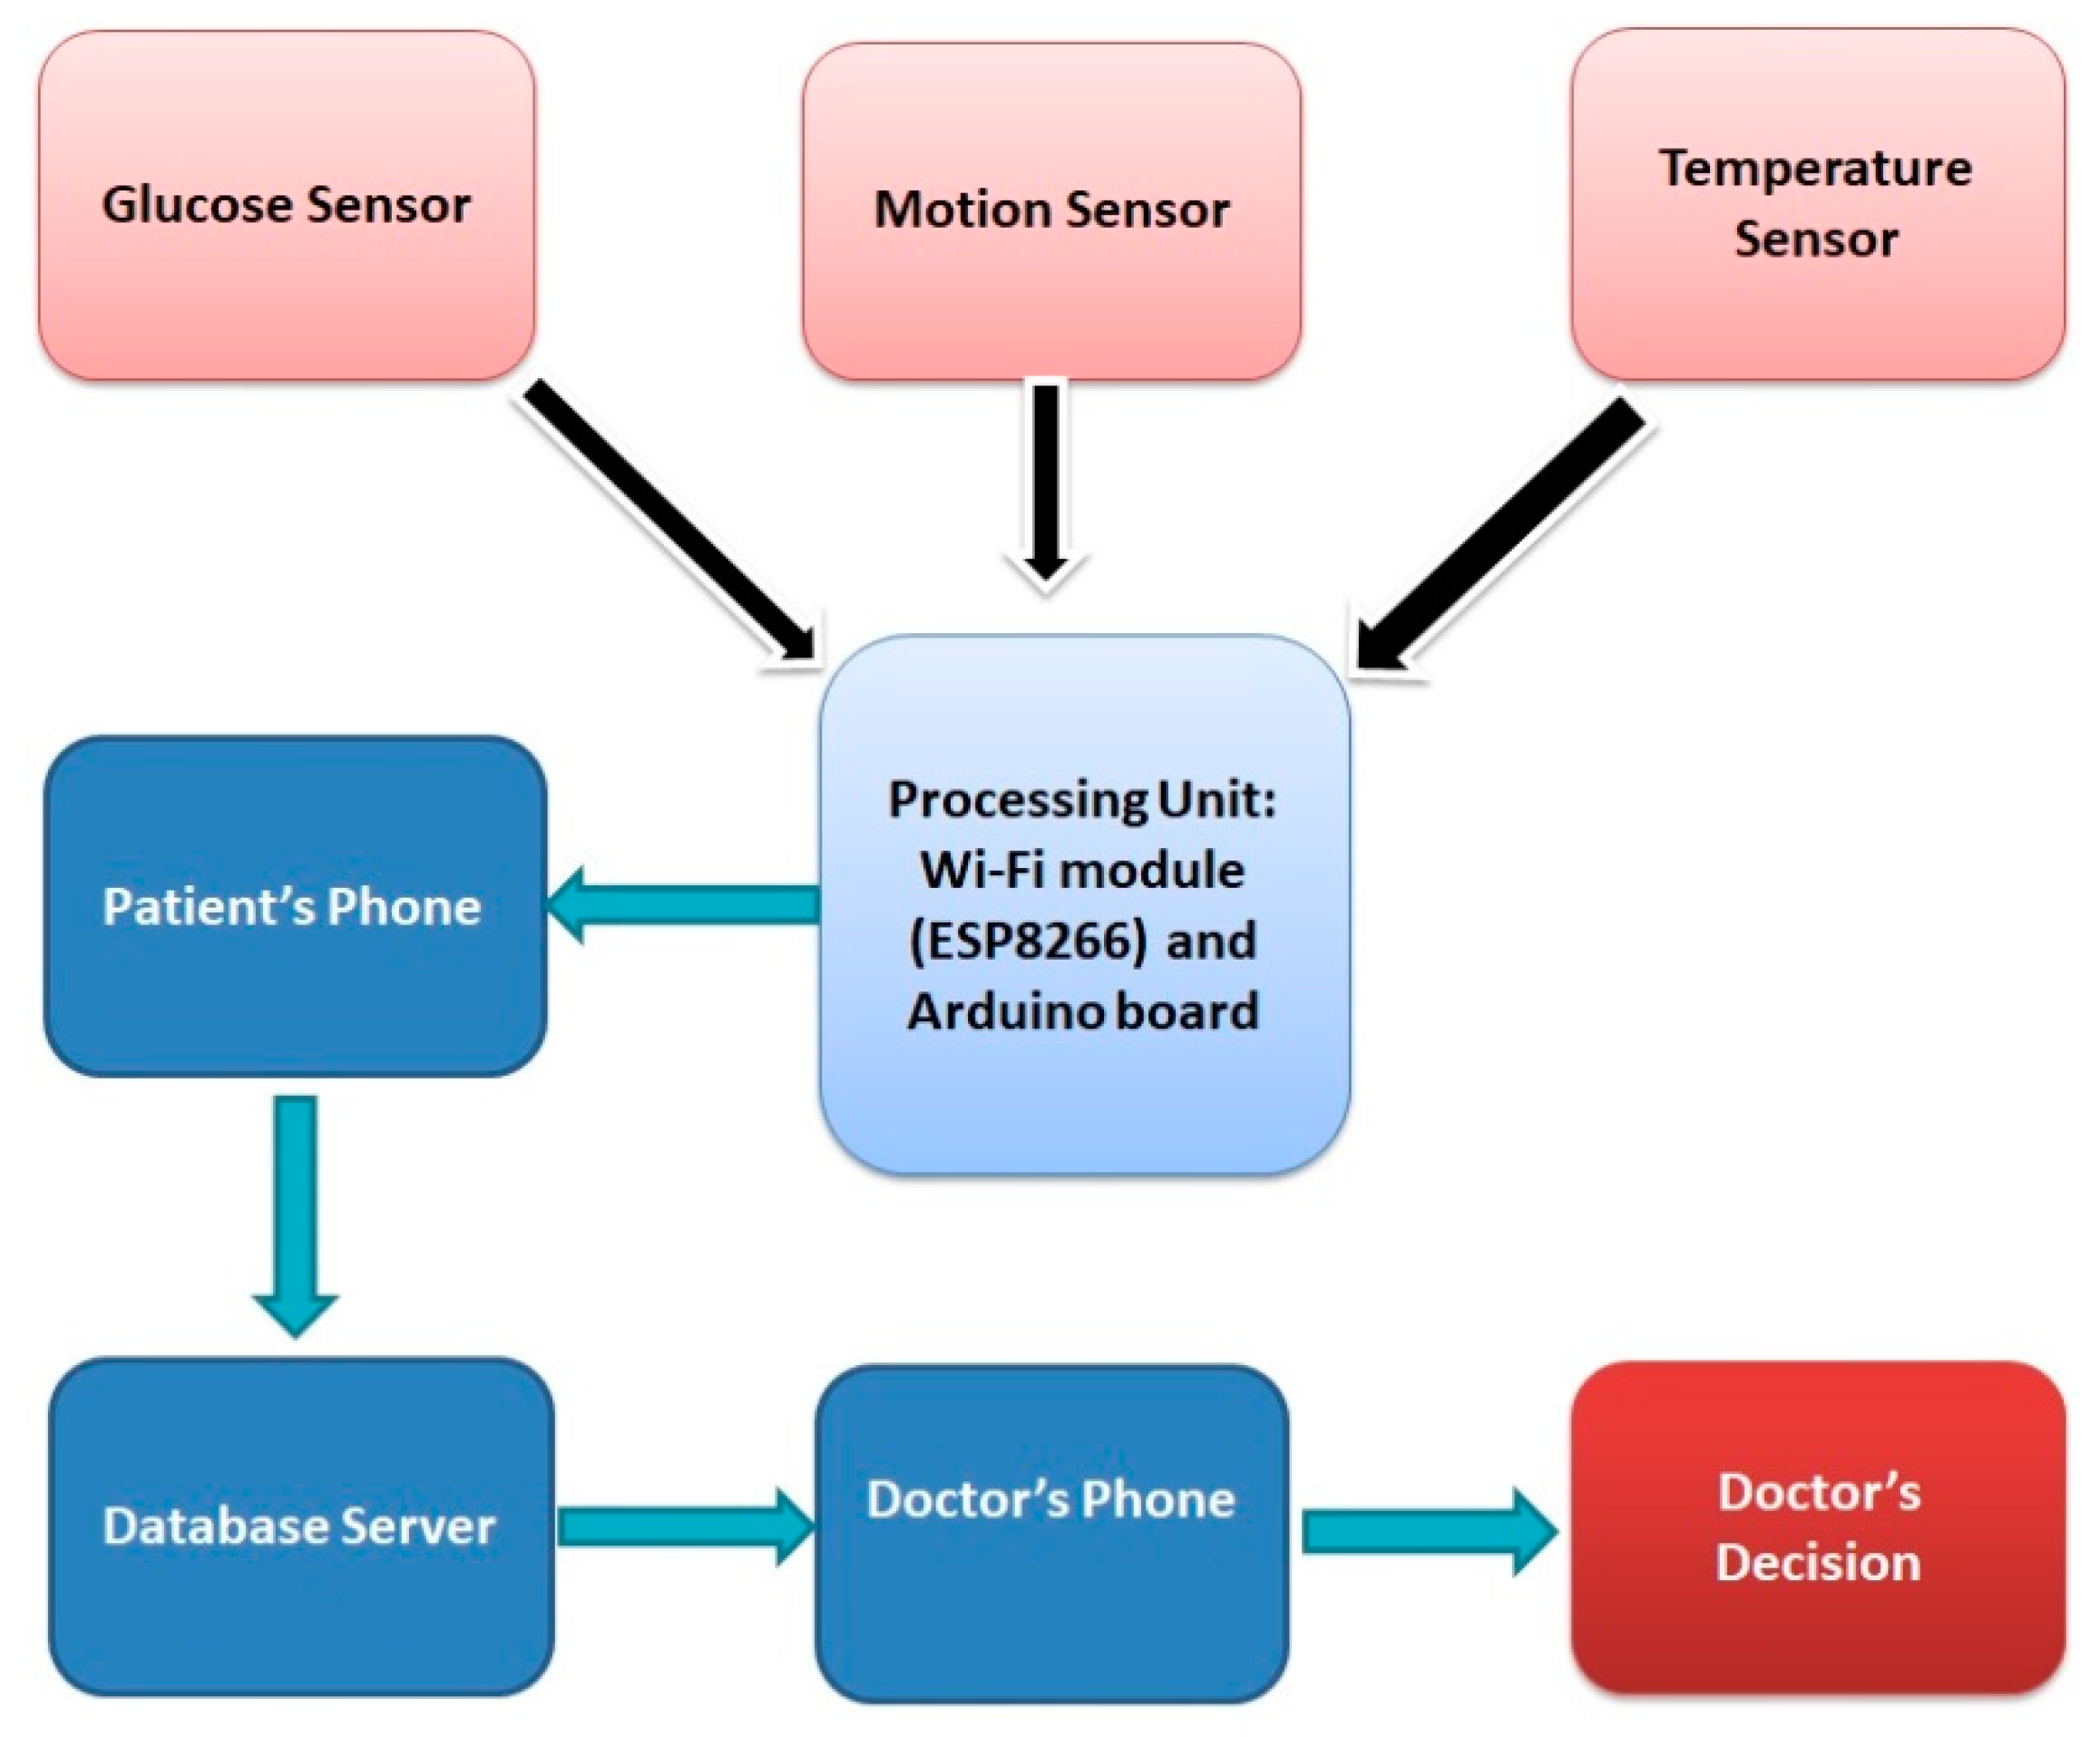 Glucose Sensor
Motion Sensor
Temperature
Sensor
Processing Unit:
Wi-Fi module
(ESP8266) and
Arduino board
Patient’s Phone
Database Server
Doctor’s Phone
Doctor’s
Decision